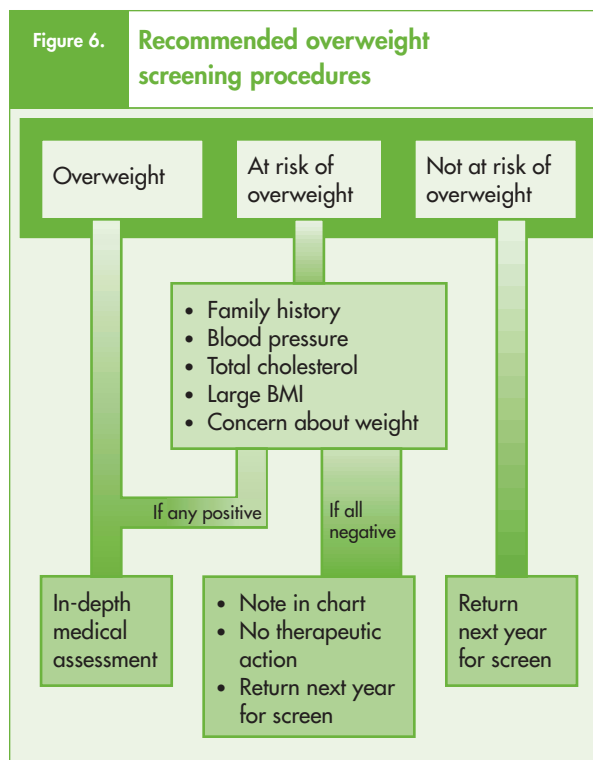 Figure 6.
Recommended overweight
screening procedures
Overweight
At risk of
overweight
Not at risk of
overweight
• Family history
• Blood pressure
• Total cholesterol
• Large BMI
• Concern about weight
If any positive
If all
negative
In-depth
medical
assessment
• Note in chart
• No therapeutic
action
• Return next year
for screen
Return
next year
for screen